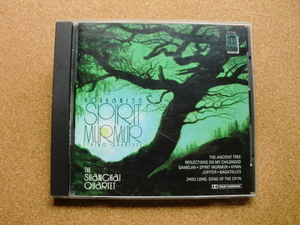 HOVHANESS
SPIRIT
MURMUR
STRING QUARTETS
THE
SHANGHAI
QUARTET
THE ANCIENT TREE
REFLECTIONS ON MY CHILDHOOD
GAMELAN • SPIRIT MURMUR • HYMN
JUPITER • BAGATELLES
ZHOU LONG: SONG OF THE CH'IN